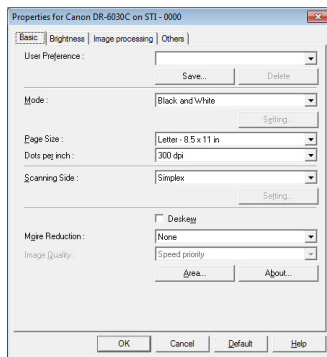 Properties for Canon DR-6030C on STI - 0000
Basic Brightness Image processing Others
User Preference :
Save... Delete
Mode : Black and White
Setting...
Page Size : Letter - 8.5 x 11 in
Dots per inch : 300 dpi
Scanning Side : Simplex
Setting...
Deskew
Moire Reduction : None
Image Quality : Speed priority
Area... About...
OK Cancel Default Help